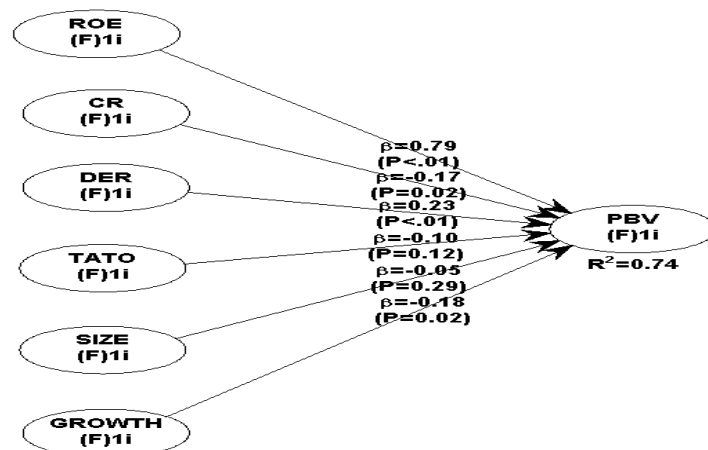 ROE
(F)1i
CR
(F)1i
DER
(F)1i
TATO
(F)1i
SIZE
(F)1i
GROWTH
(F)1i
β=0.79
(P<.01)
β=-0.17
(P=0.02)
β=0.23
(P<.01)
β=-0.10
(P=0.12)
β=-0.05
(P=0.29)
β=-0.18
(P=0.02)
PBV
(F)1i
R²=0.74